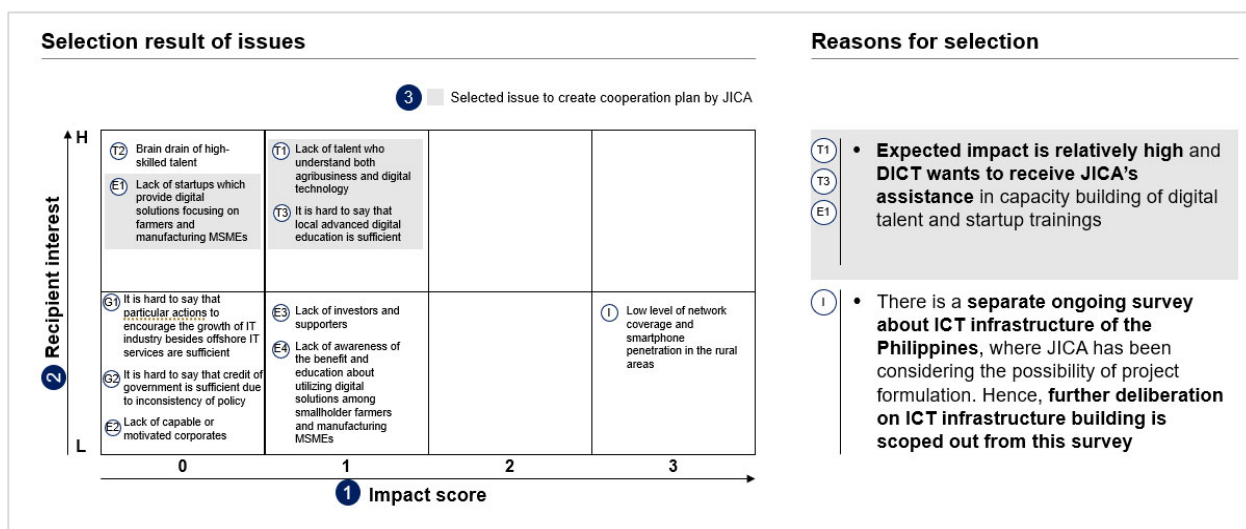 Selection result of issues
Reasons for selection
3 Selected issue to create cooperation plan by JICA
H
2 Recipient interest
L
T2 Brain drain of high-
skilled talent
E1 Lack of startups which
provide digital
solutions focusing on
farmers and
manufacturing MSMEs
T1 Lack of talent who
understand both
agribusiness and digital
technology
T3 It is hard to say that
local advanced digital
education is sufficient
G1 It is hard to say that
particular actions to
encourage the growth of IT
industry besides offshore IT
services are sufficient
G2 It is hard to say that credit of
government is sufficient due
to inconsistency of policy
E2 Lack of capable or
motivated corporates
E3 Lack of investors and
supporters
E4 Lack of awareness of
the benefit and
education about
utilizing digital
solutions among
smallholder farmers
and manufacturing
MSMEs
I Low level of network
coverage and
smartphone
penetration in the rural
areas
0 1 2 3
1 Impact score
T1
T3
E1
• Expected impact is relatively high and
DICT wants to receive JICA's
assistance in capacity building of digital
talent and startup trainings
I
• There is a separate ongoing survey
about ICT infrastructure of the
Philippines, where JICA has been
considering the possibility of project
formulation. Hence, further deliberation
on ICT infrastructure building is
scoped out from this survey